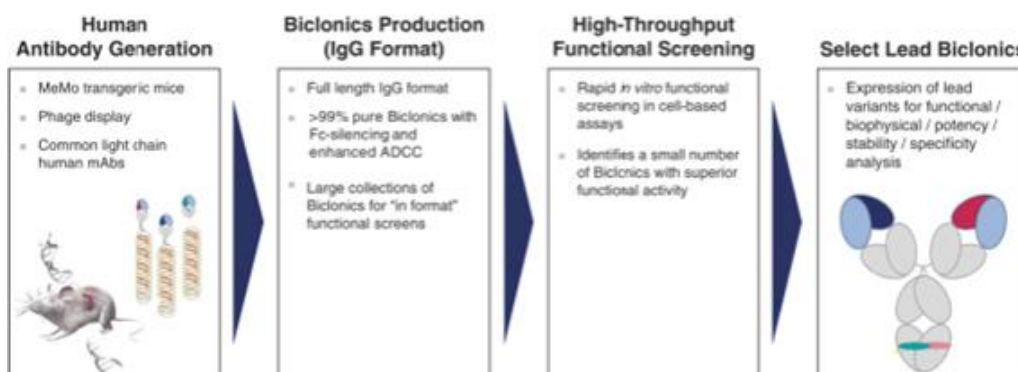 Human
Antibody Generation
MeMo transgenic mice
Phage display
Common light chain
human mAbs
Biclonics Production
(IgG Format)
Full length IgG format
>99% pure Biclonics with
Fc-silencing and
enhanced ADCC
Large collections of
Biclonics for "in format"
functional screens
High-Throughput
Functional Screening
Rapid in vitro functional
screening in cell-based
assays
Identifies a small number
of Biclonics with superior
functional activity
Select Lead Biclonics
Expression of lead
variants for functional /
biophysical / potency /
stability / specificity
analysis